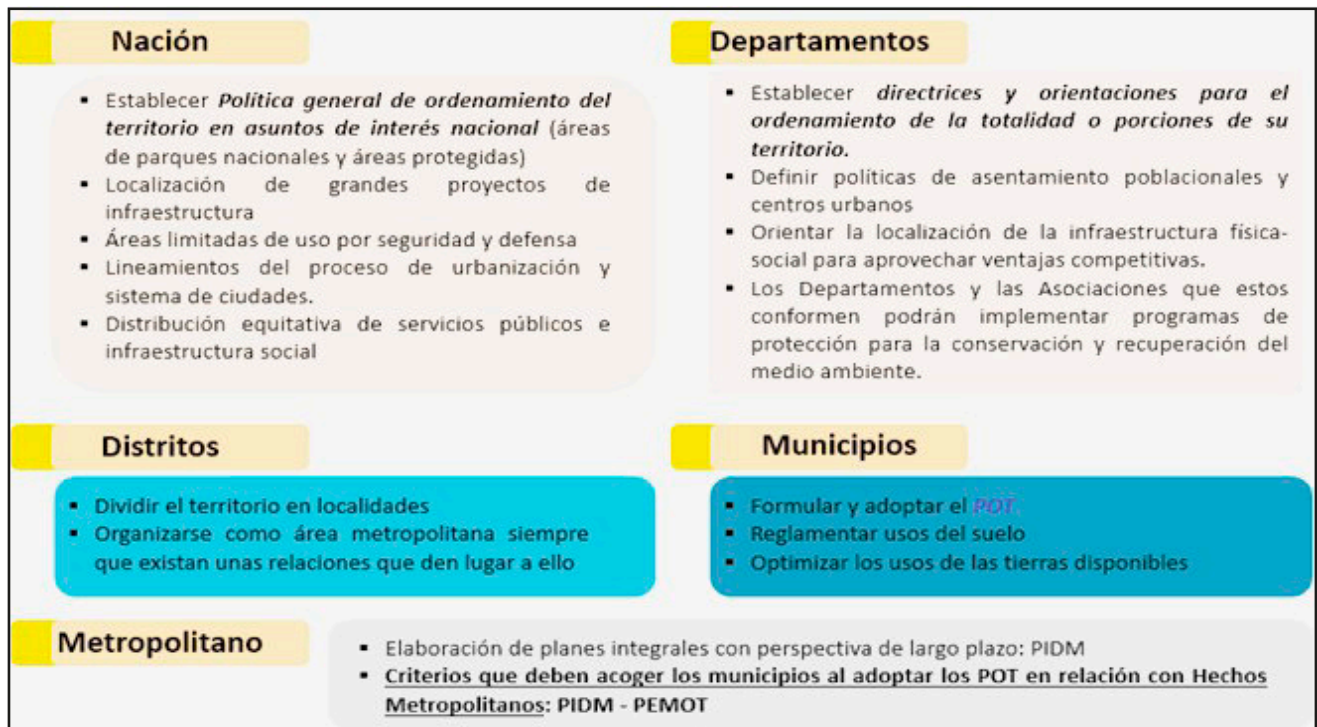 Nación
▪ Establecer Política general de ordenamiento del
territorio en asuntos de interés nacional (áreas
de parques nacionales y áreas protegidas)
▪ Localización de grandes proyectos de
infraestructura
▪ Áreas limitadas de uso por seguridad y defensa
▪ Lineamientos del proceso de urbanización y
sistema de ciudades.
▪ Distribución equitativa de servicios públicos e
infraestructura social
Departamentos
▪ Establecer directrices y orientaciones para el
ordenamiento de la totalidad o porciones de su
territorio.
▪ Definir políticas de asentamiento poblacionales y
centros urbanos
▪ Orientar la localización de la infraestructura física-
social para aprovechar ventajas competitivas.
▪ Los Departamentos y las Asociaciones que estos
conformen podrán implementar programas de
protección para la conservación y recuperación del
medio ambiente.
Distritos
▪ Dividir el territorio en localidades
▪ Organizarse como área metropolitana siempre
que existan unas relaciones que den lugar a ello
Municipios
▪ Formular y adoptar el POT.
▪ Reglamentar usos del suelo
▪ Optimizar los usos de las tierras disponibles
Metropolitano
▪ Elaboración de planes integrales con perspectiva de largo plazo: PIDM
▪ Criterios que deben acoger los municipios al adoptar los POT en relación con Hechos
Metropolitanos: PIDM - PEMOT